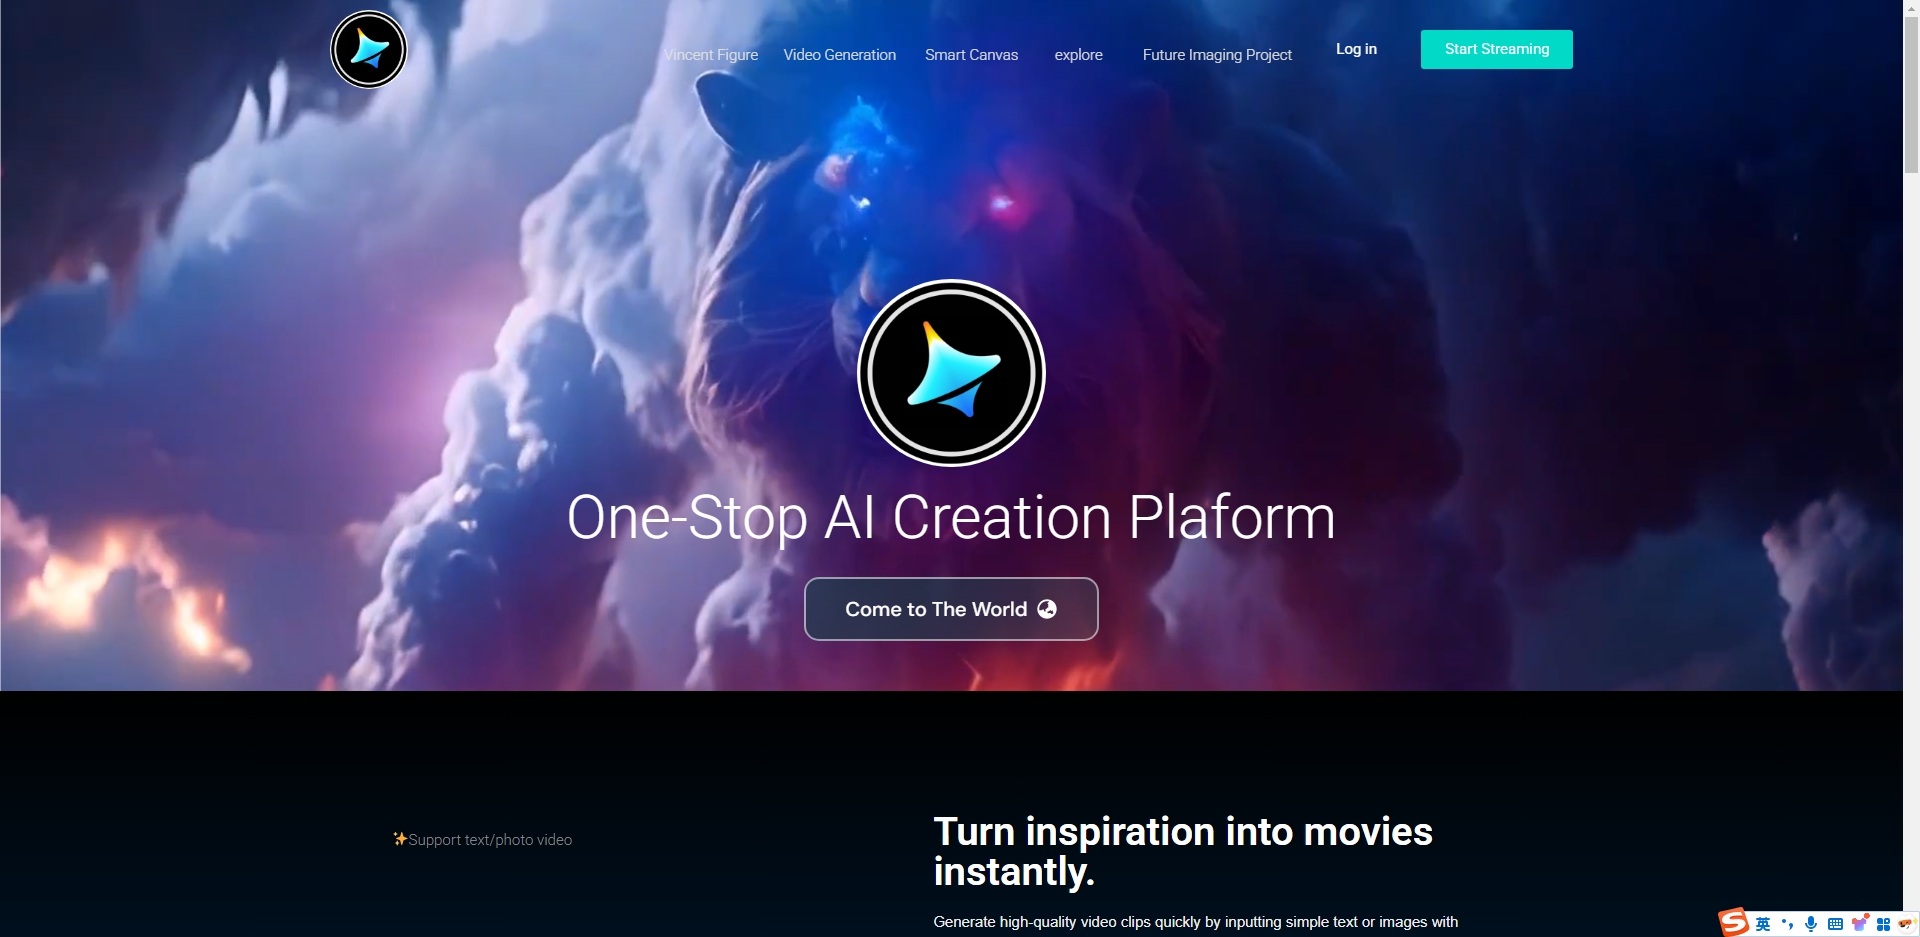 Vincent Figure
Video Generation
Smart Canvas
explore
Future Imaging Project
Log in
Start Streaming
One-Stop AI Creation Plaform
Come to The World
✨Support text/photo video
Turn inspiration into movies
instantly.
Generate high-quality video clips quickly by inputting simple text or images with
S 英